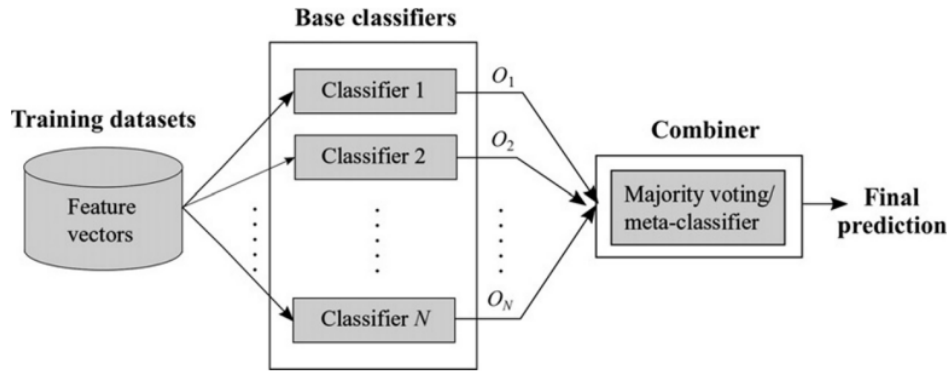 Base classifiers
Training datasets
Feature
vectors
Classifier 1
Classifier 2
Classifier N
O1
O2
ON
Combiner
Majority voting/
meta-classifier
Final
prediction